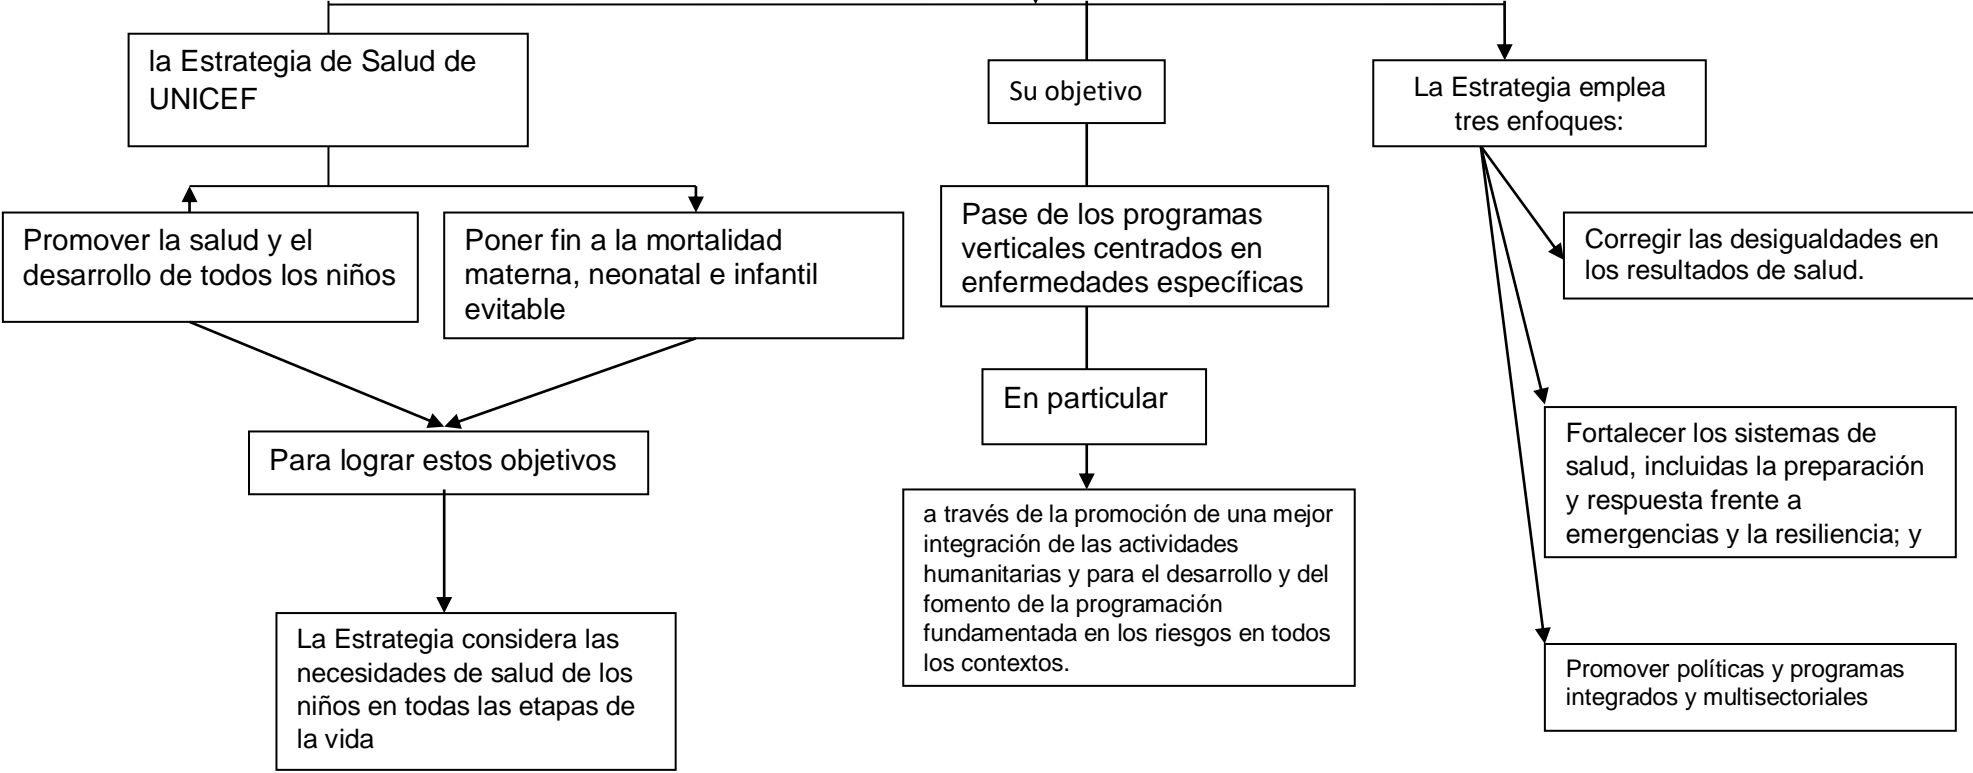 la Estrategia de Salud de
UNICEF
Su objetivo
La Estrategia emplea
tres enfoques:
Promover la salud y el
desarrollo de todos los niños
Poner fin a la mortalidad
materna, neonatal e infantil
evitable
Pase de los programas
verticales centrados en
enfermedades específicas
Corregir las desigualdades en
los resultados de salud.
Para lograr estos objetivos
En particular
Fortalecer los sistemas de
salud, incluidas la preparación
y respuesta frente a
emergencias y la resiliencia; y
a través de la promoción de una mejor
integración de las actividades
humanitarias y para el desarrollo y del
fomento de la programación
fundamentada en los riesgos en todos
los contextos.
La Estrategia considera las
necesidades de salud de los
niños en todas las etapas de
la vida
Promover políticas y programas
integrados y multisectoriales